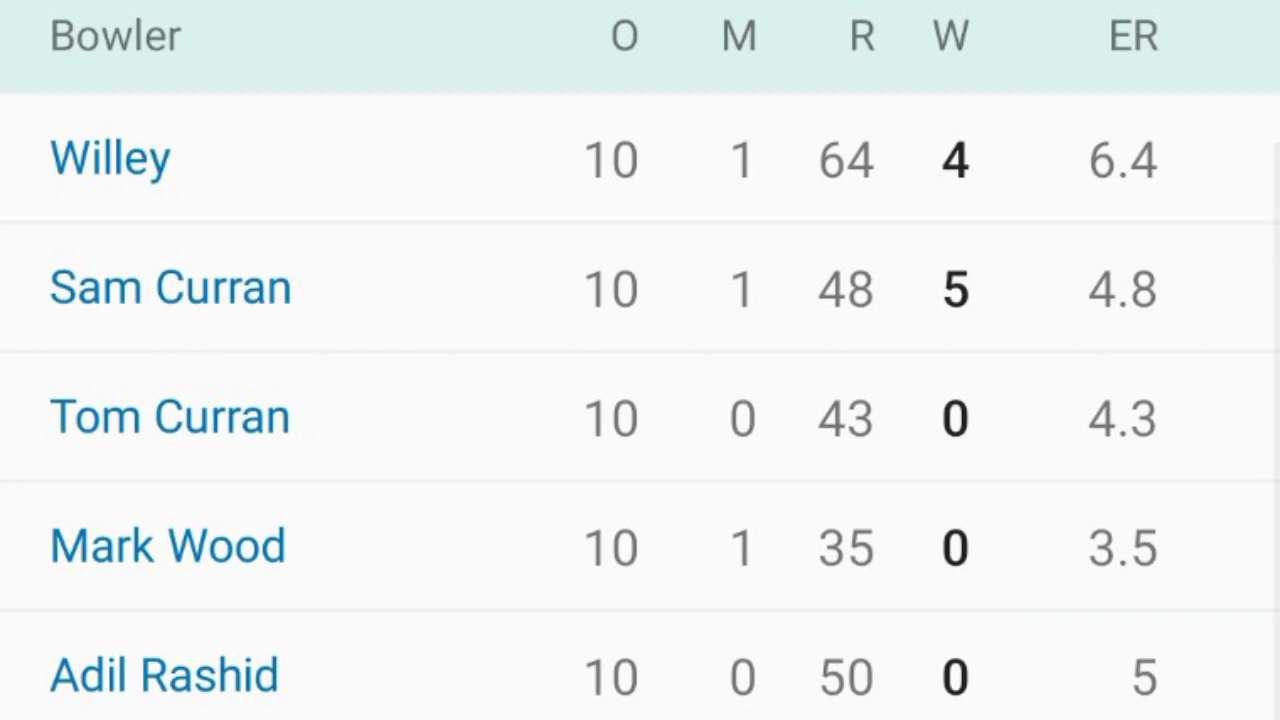 Bowler O M R W ER
Willey 10 1 64 4 6.4
Sam Curran 10 1 48 5 4.8
Tom Curran 10 0 43 0 4.3
Mark Wood 10 1 35 0 3.5
Adil Rashid 10 0 50 0 5